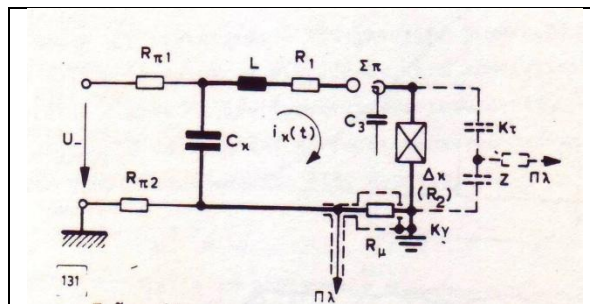 Rπ1
L
R1
Σπ
ix(t)
U_
Cx
C3
Kτ
Δx
(R2)
Z
Πλ
Rπ2
Rμ
Kγ
131
Πλ